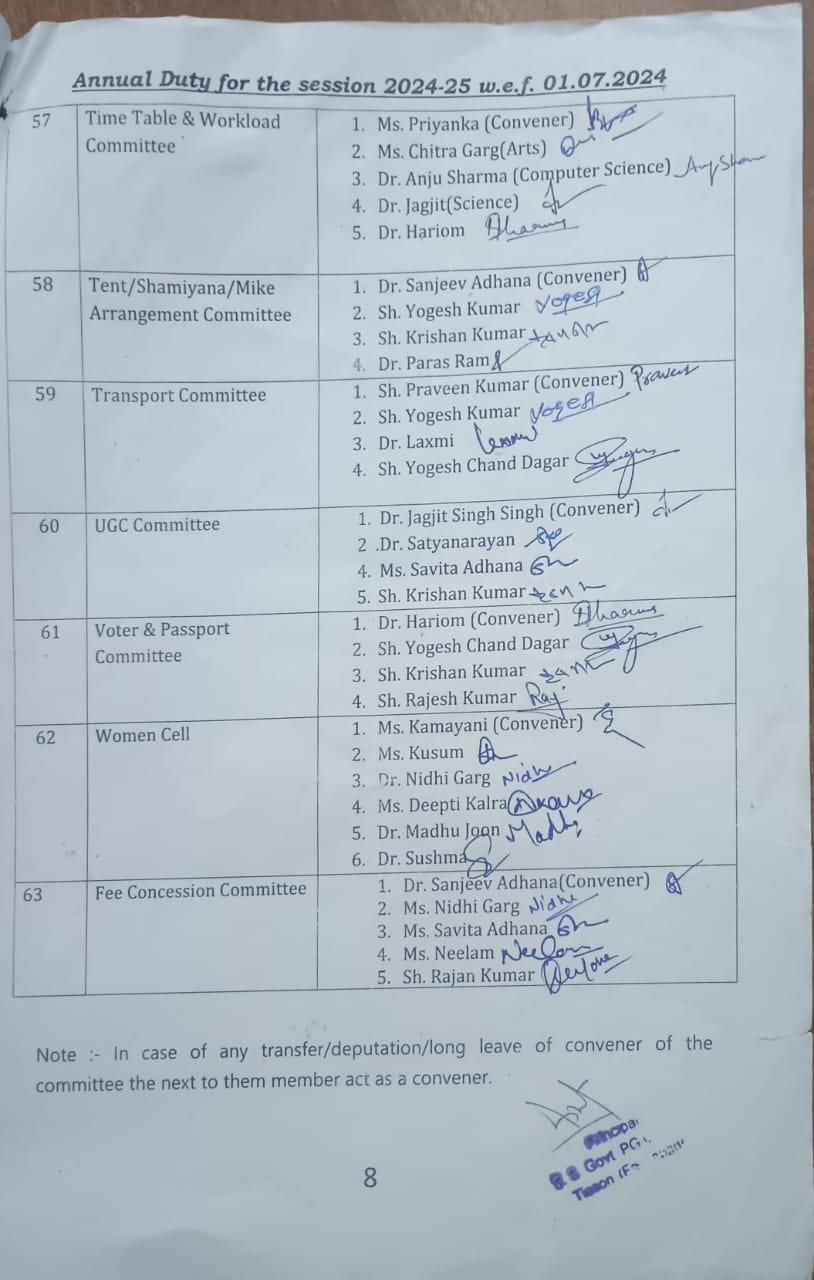 Annual Duty for the session 2024-25 w.e.f. 01.07.2024
57 Time Table & Workload Committee
1. Ms. Priyanka (Convener)
2. Ms. Chitra Garg(Arts)
3. Dr. Anju Sharma (Computer Science)
4. Dr. Jagjit(Science)
5. Dr. Hariom
58 Tent/Shamiyana/Mike Arrangement Committee
1. Dr. Sanjeev Adhana (Convener)
2. Sh. Yogesh Kumar Yogesh
3. Sh. Krishan Kumar
4. Dr. Paras Ram
59 Transport Committee
1. Sh. Praveen Kumar (Convener) Praveen
2. Sh. Yogesh Kumar Yogesh
3. Dr. Laxmi
4. Sh. Yogesh Chand Dagar
60 UGC Committee
1. Dr. Jagjit Singh Singh (Convener)
2 .Dr. Satyanarayan
4. Ms. Savita Adhana
5. Sh. Krishan Kumar
61 Voter & Passport Committee
1. Dr. Hariom (Convener)
2. Sh. Yogesh Chand Dagar
3. Sh. Krishan Kumar
4. Sh. Rajesh Kumar Raj
62 Women Cell
1. Ms. Kamayani (Convener)
2. Ms. Kusum
3. Dr. Nidhi Garg Nidhi
4. Ms. Deepti Kalra
5. Dr. Madhu Joon Madhu
6. Dr. Sushma
63 Fee Concession Committee
1. Dr. Sanjeev Adhana(Convener)
2. Ms. Nidhi Garg Nidhi
3. Ms. Savita Adhana
4. Ms. Neelam Neelam
5. Sh. Rajan Kumar
Note :- In case of any transfer/deputation/long leave of convener of the
committee the next to them member act as a convener.
8
Govt PG